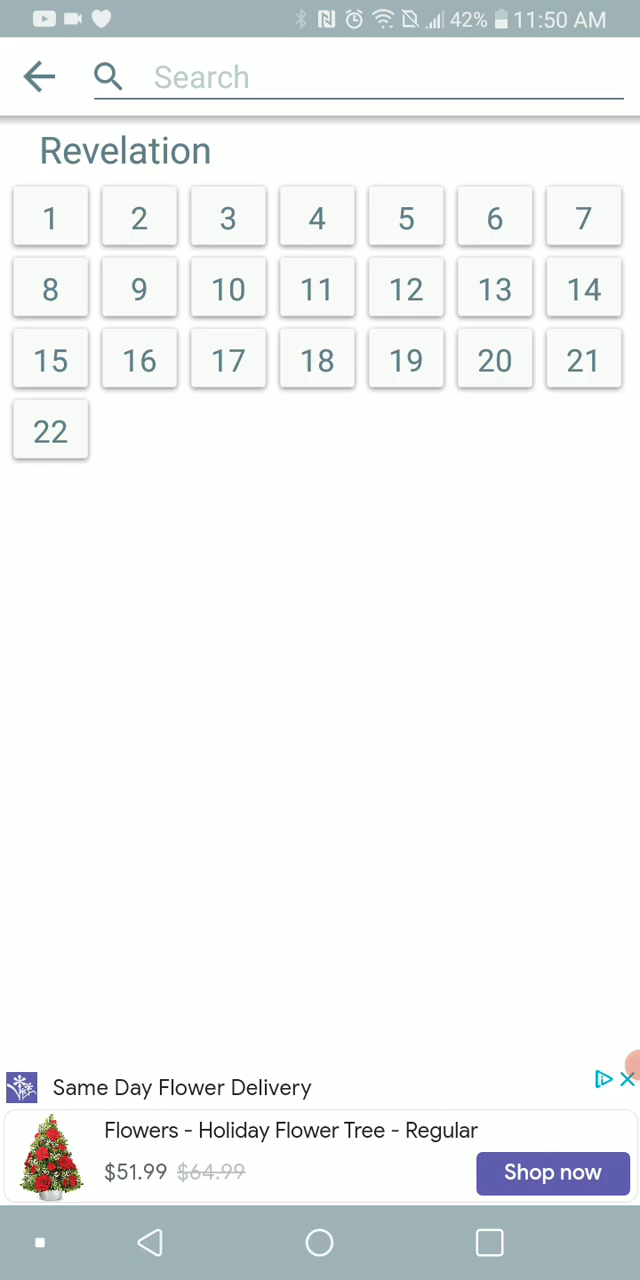 42% 11:50 AM
Search
Revelation
1 2 3 4 5 6 7
8 9 10 11 12 13 14
15 16 17 18 19 20 21
22
Same Day Flower Delivery
Flowers - Holiday Flower Tree - Regular
$51.99 $64.99
Shop now